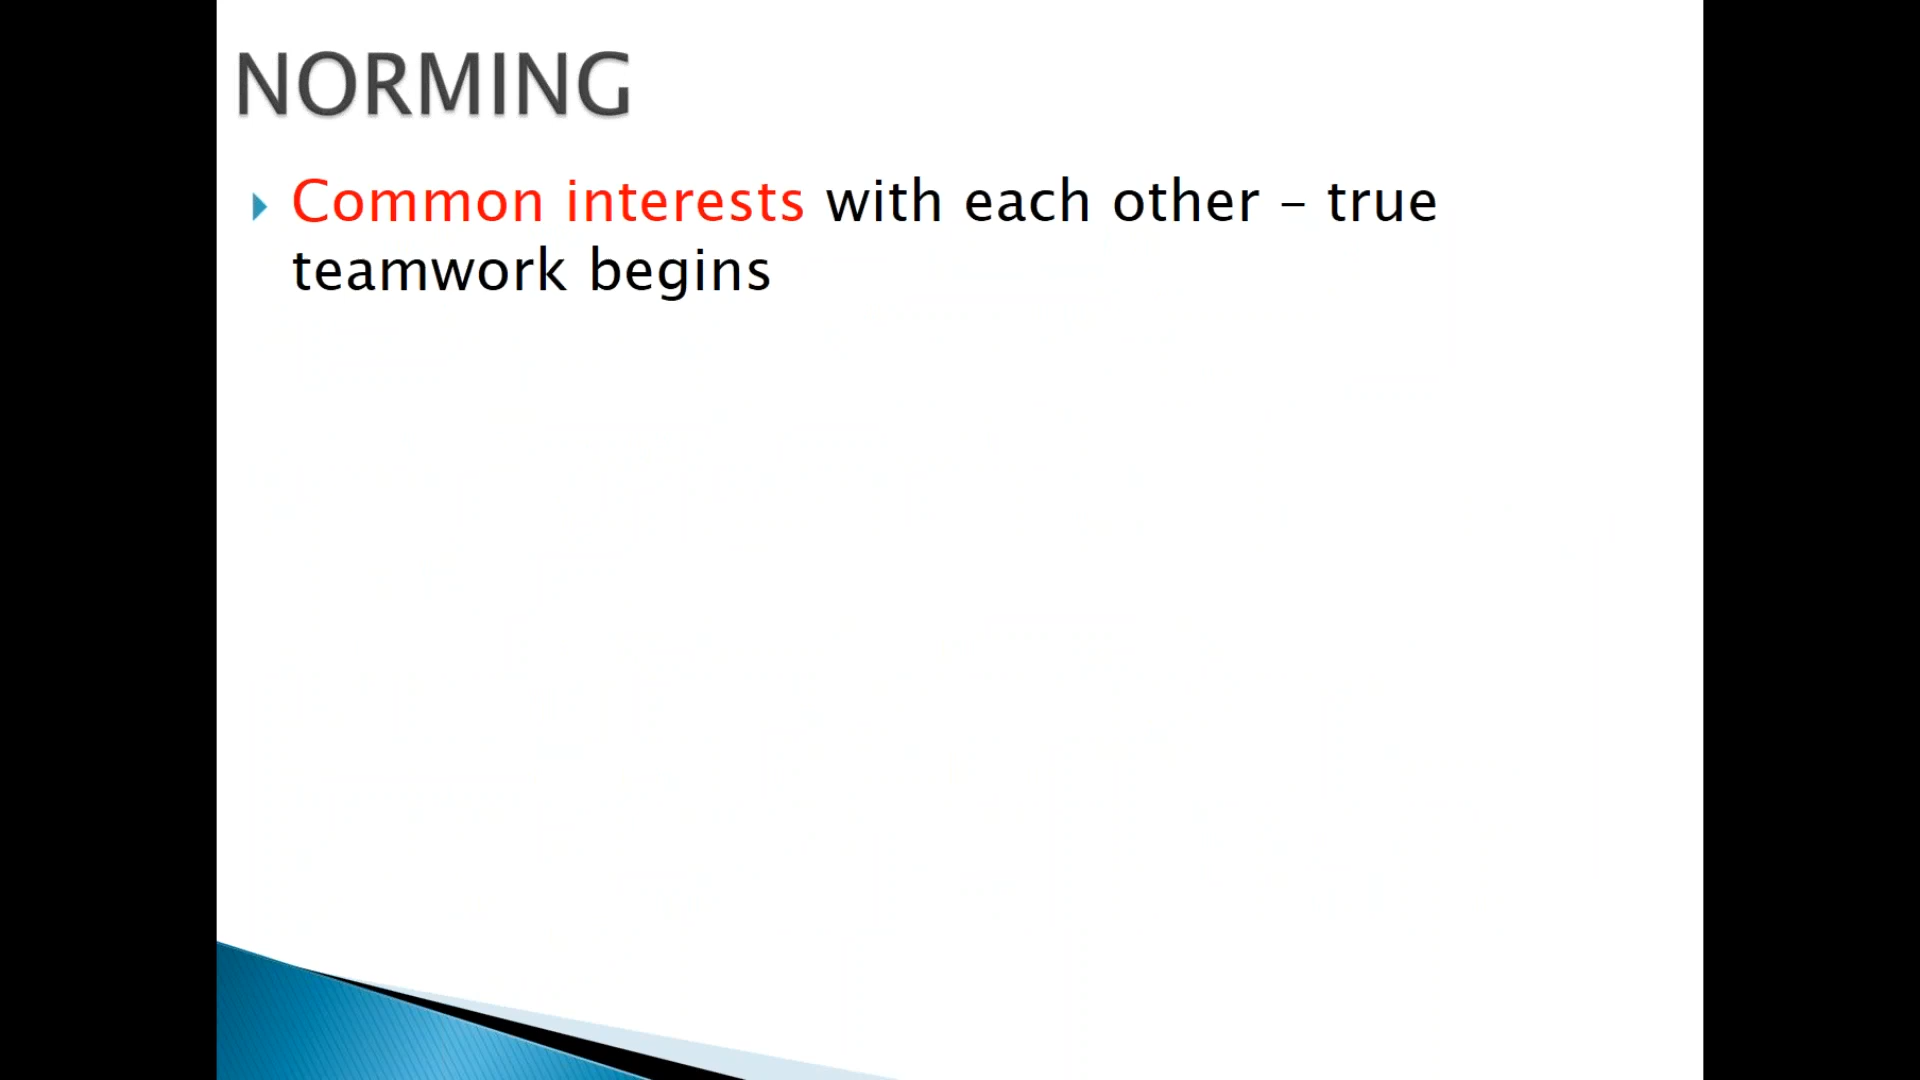 NORMING
Common interests with each other – true
teamwork begins